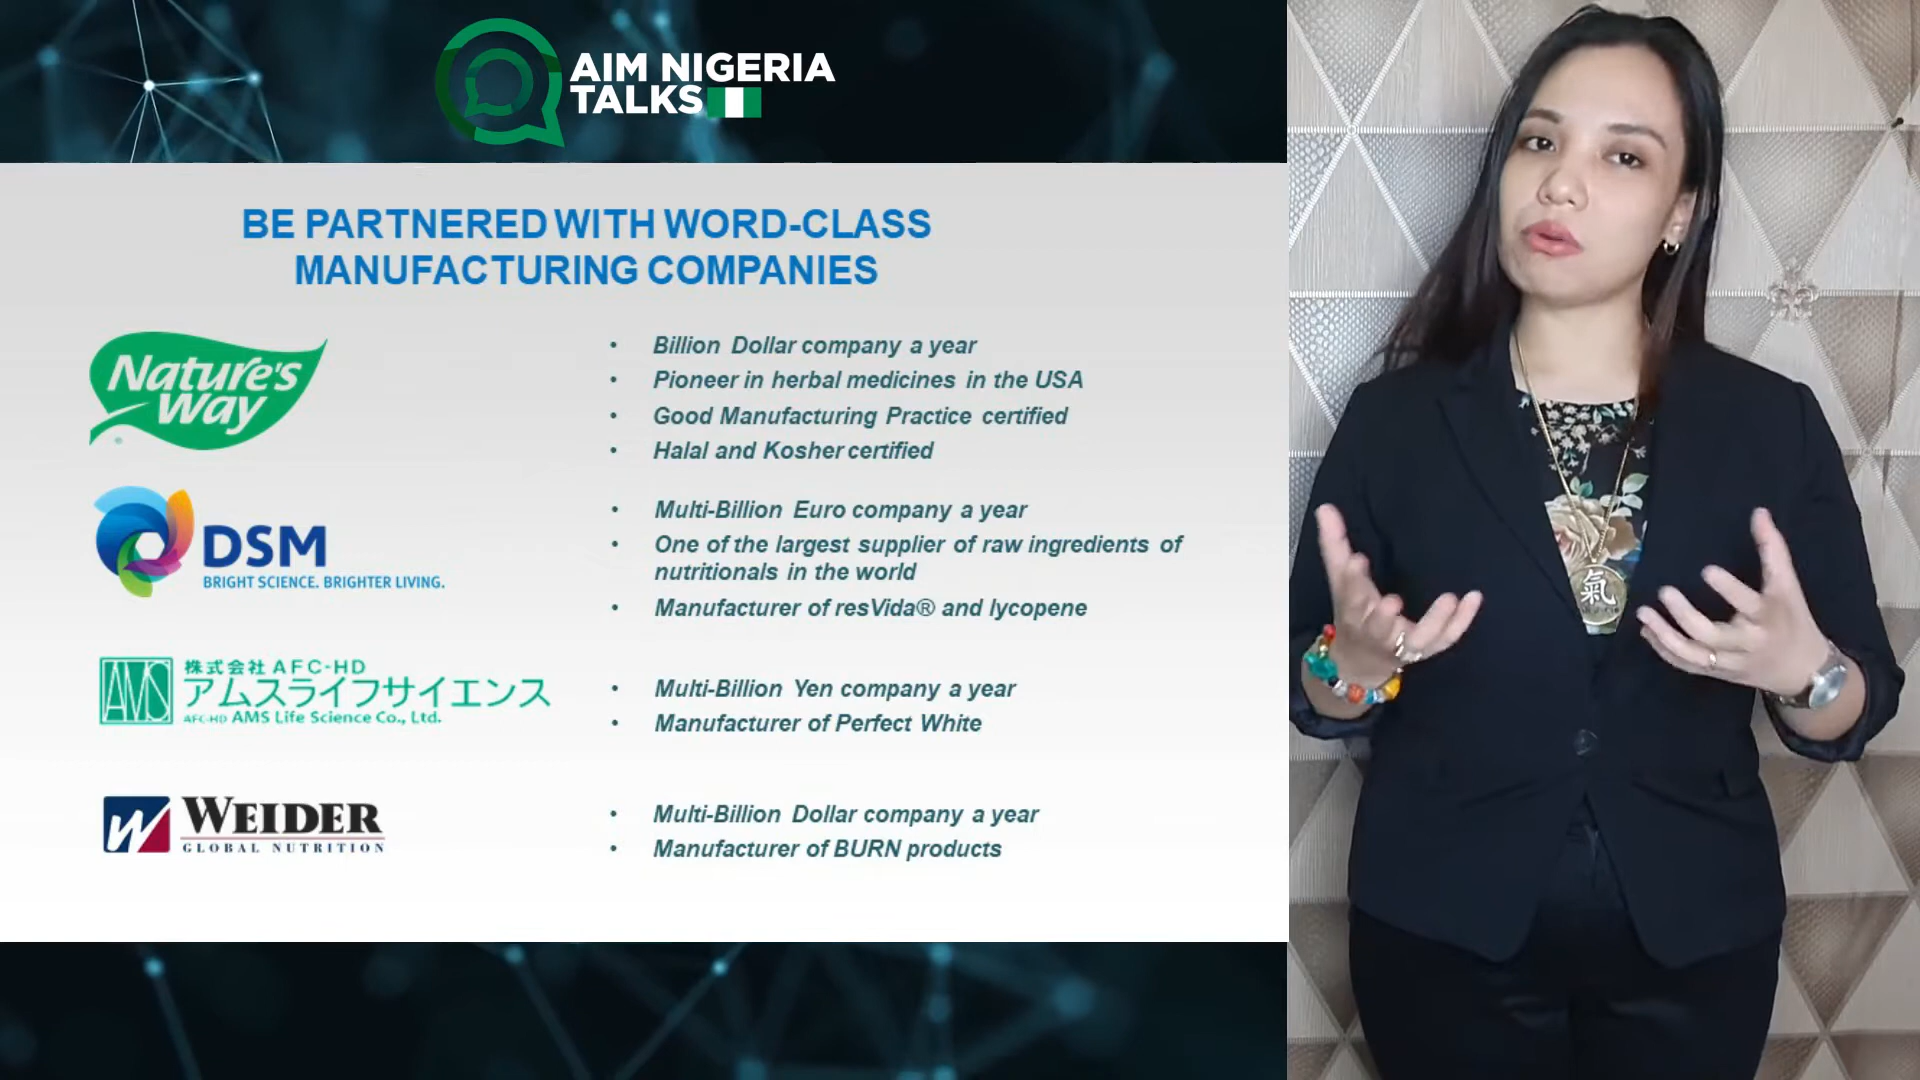 AIM NIGERIA
TALKS
BE PARTNERED WITH WORD-CLASS
MANUFACTURING COMPANIES
Nature's
Way
• Billion Dollar company a year
• Pioneer in herbal medicines in the USA
• Good Manufacturing Practice certified
• Halal and Kosher certified
DSM
BRIGHT SCIENCE. BRIGHTER LIVING.
• Multi-Billion Euro company a year
• One of the largest supplier of raw ingredients of
nutritionals in the world
• Manufacturer of resVida® and lycopene
AMS
株式会社 AFC-HD
アムスライフサイエンス
AFC-HD AMS Life Science Co., Ltd.
• Multi-Billion Yen company a year
• Manufacturer of Perfect White
W
WEIDER
GLOBAL NUTRITION
• Multi-Billion Dollar company a year
• Manufacturer of BURN products
氣